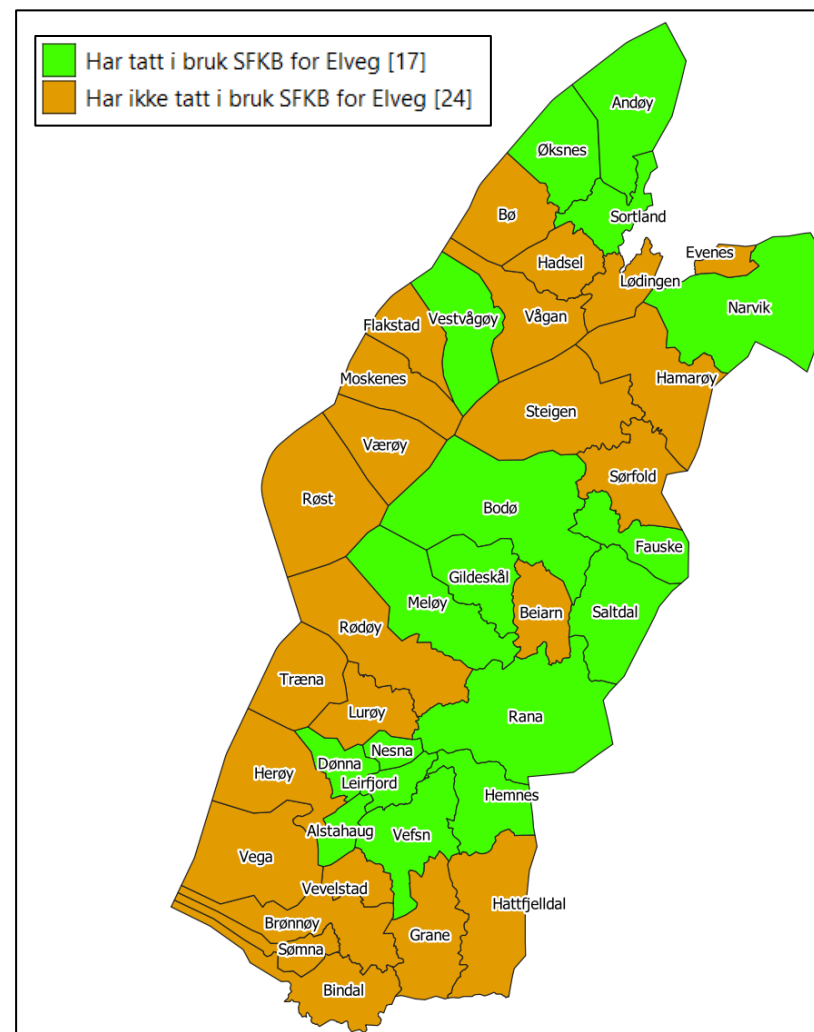 Har tatt i bruk SFKB for Elveg [17]
Har ikke tatt i bruk SFKB for Elveg [24]
Andøy
Øksnes
Bø
Sortland
Evenes
Hadsel
Lødingen
Narvik
Flakstad
Vestvågøy
Vågan
Moskenes
Hamarøy
Steigen
Værøy
Sørfold
Røst
Bodø
Fauske
Gildeskål
Meløy
Beiarn
Saltdal
Rødøy
Træna
Lurøy
Rana
Nesna
Dønna
Herøy
Leirfjord
Hemnes
Alstahaug
Vefsn
Vega
Vevelstad
Hattfjelldal
Brønnøy
Grane
Sømna
Bindal